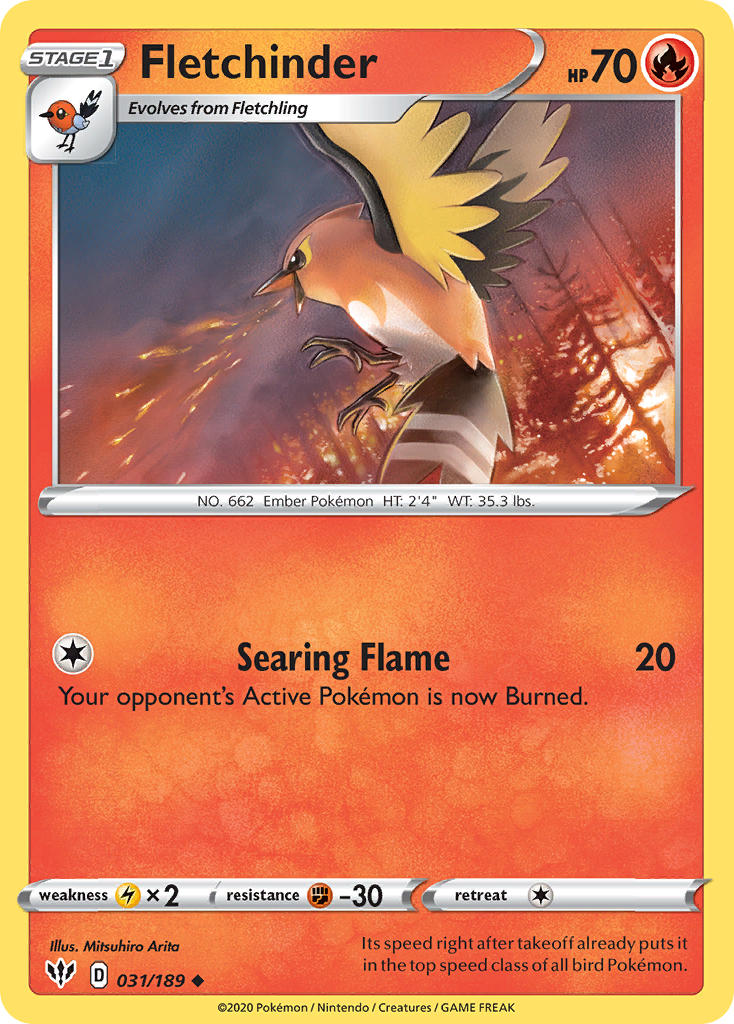 STAGE1
Fletchinder
HP70
Evolves from Fletchling
NO. 662 Ember Pokémon HT: 2'4" WT: 35.3 lbs.
Searing Flame 20
Your opponent's Active Pokémon is now Burned.
weakness ×2 resistance -30 retreat
Illus. Mitsuhiro Arita
Its speed right after takeoff already puts it
in the top speed class of all bird Pokémon.
D 031/189
©2020 Pokémon / Nintendo / Creatures / GAME FREAK